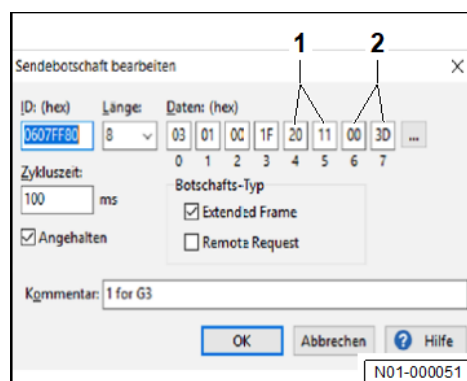 1 2
Sendebotschaft bearbeiten
ID: (hex) Länge: Daten: (hex)
0607FF80 8 03 01 0C 1F 20 11 00 3D ...
0 1 2 3 4 5 6 7
Zykluszeit:
Botschafts-Typ
100 ms
Extended Frame
Angehalten
Remote Request
Kommentar: 1 for G3
OK Abbrechen ? Hilfe
N01-000051